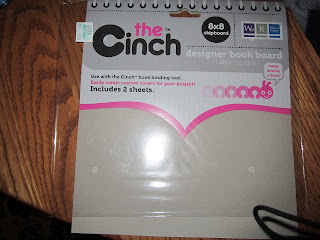 the
Cinch
8x8
chipboard
W R
designer book board
Use with the Cinch™ book binding tool.
Easily create custom covers for your project!
Includes 2 sheets.